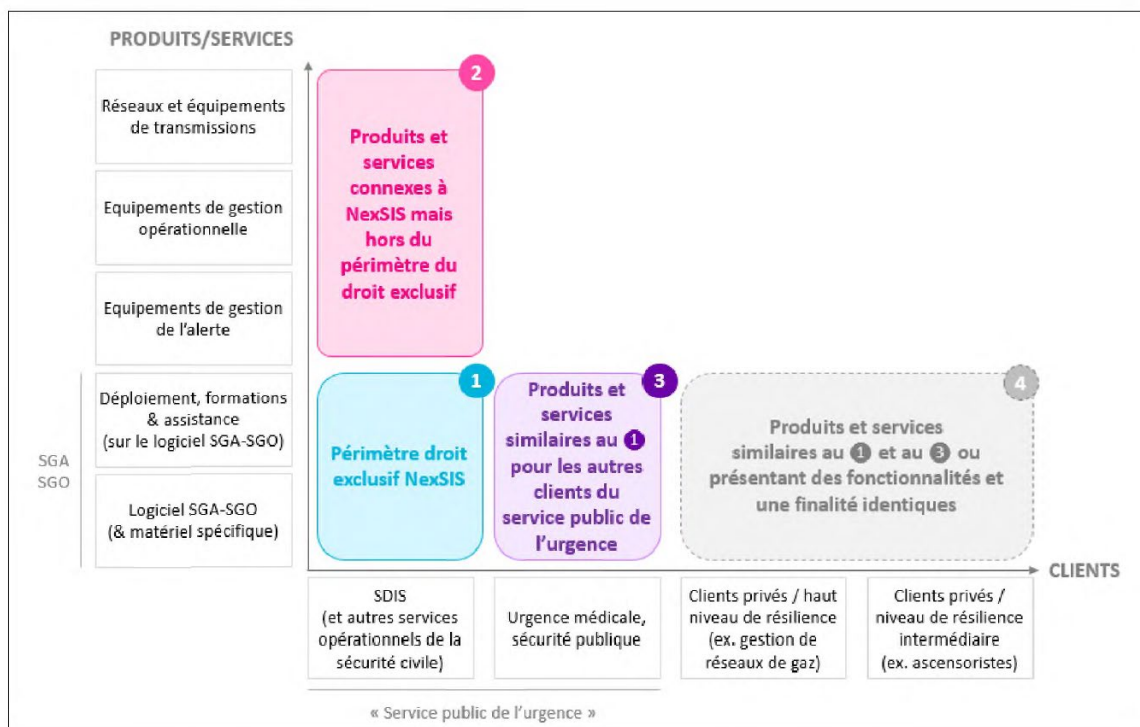 PRODUITS/SERVICES
Réseaux et équipements
de transmissions
Equipements de gestion
opérationnelle
Equipements de gestion
de l'alerte
SGA
SGO
Déploiement, formations
& assistance
(sur le logiciel SGA-SGO)
Logiciel SGA-SGO
(& matériel spécifique)
2
Produits et
services
connexes à
NexSIS mais
hors du
périmètre du
droit exclusif
1
Périmètre droit
exclusif NexSIS
3
Produits et
services
similaires au 1
pour les autres
clients du
service public de
l'urgence
4
Produits et services
similaires au 1 et au 3 ou
présentant des fonctionnalités et
une finalité identiques
CLIENTS
SDIS
(et autres services
opérationnels de la
sécurité civile)
Urgence médicale,
sécurité publique
Clients privés / haut
niveau de résilience
(ex. gestion de
réseaux de gaz)
Clients privés /
niveau de résilience
intermédiaire
(ex. ascensoristes)
« Service public de l'urgence »